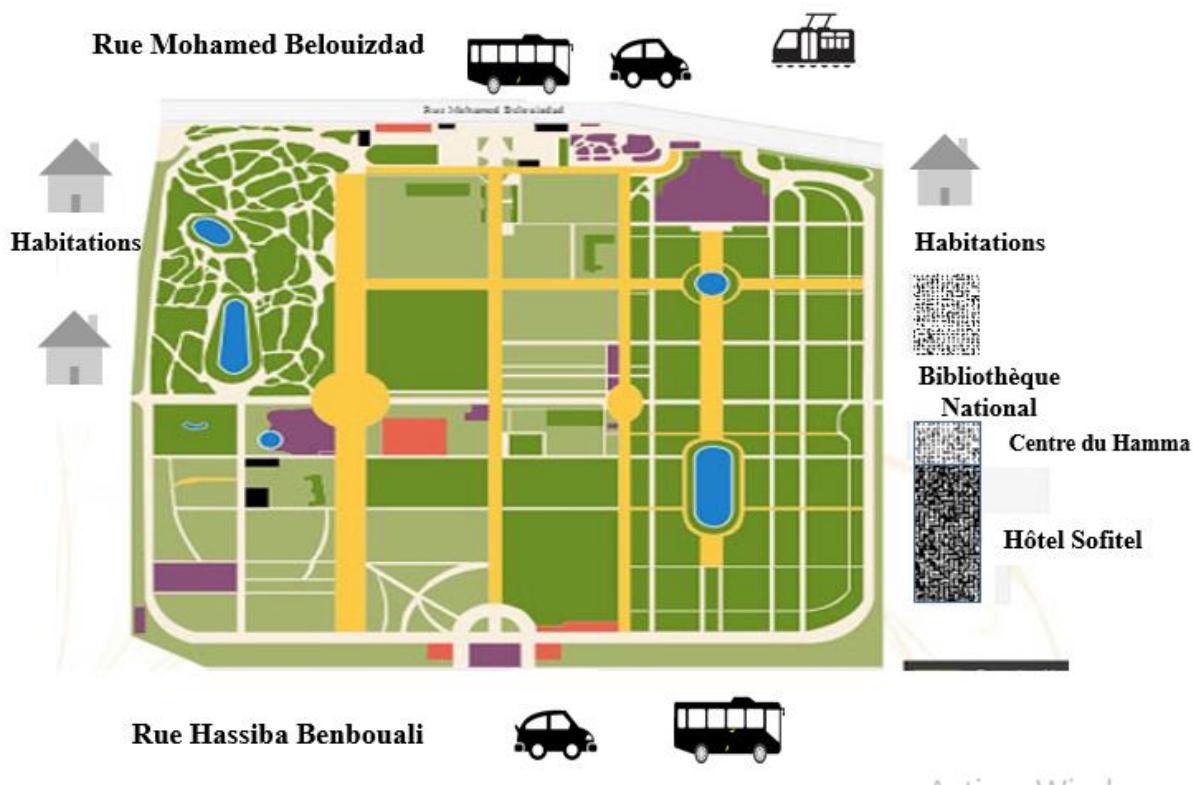 Rue Mohamed Belouizdad
Rue Mohamed Belouizdad
Habitations
Habitations
Bibliothèque
National
Centre du Hamma
Hôtel Sofitel
Rue Hassiba Benbouali